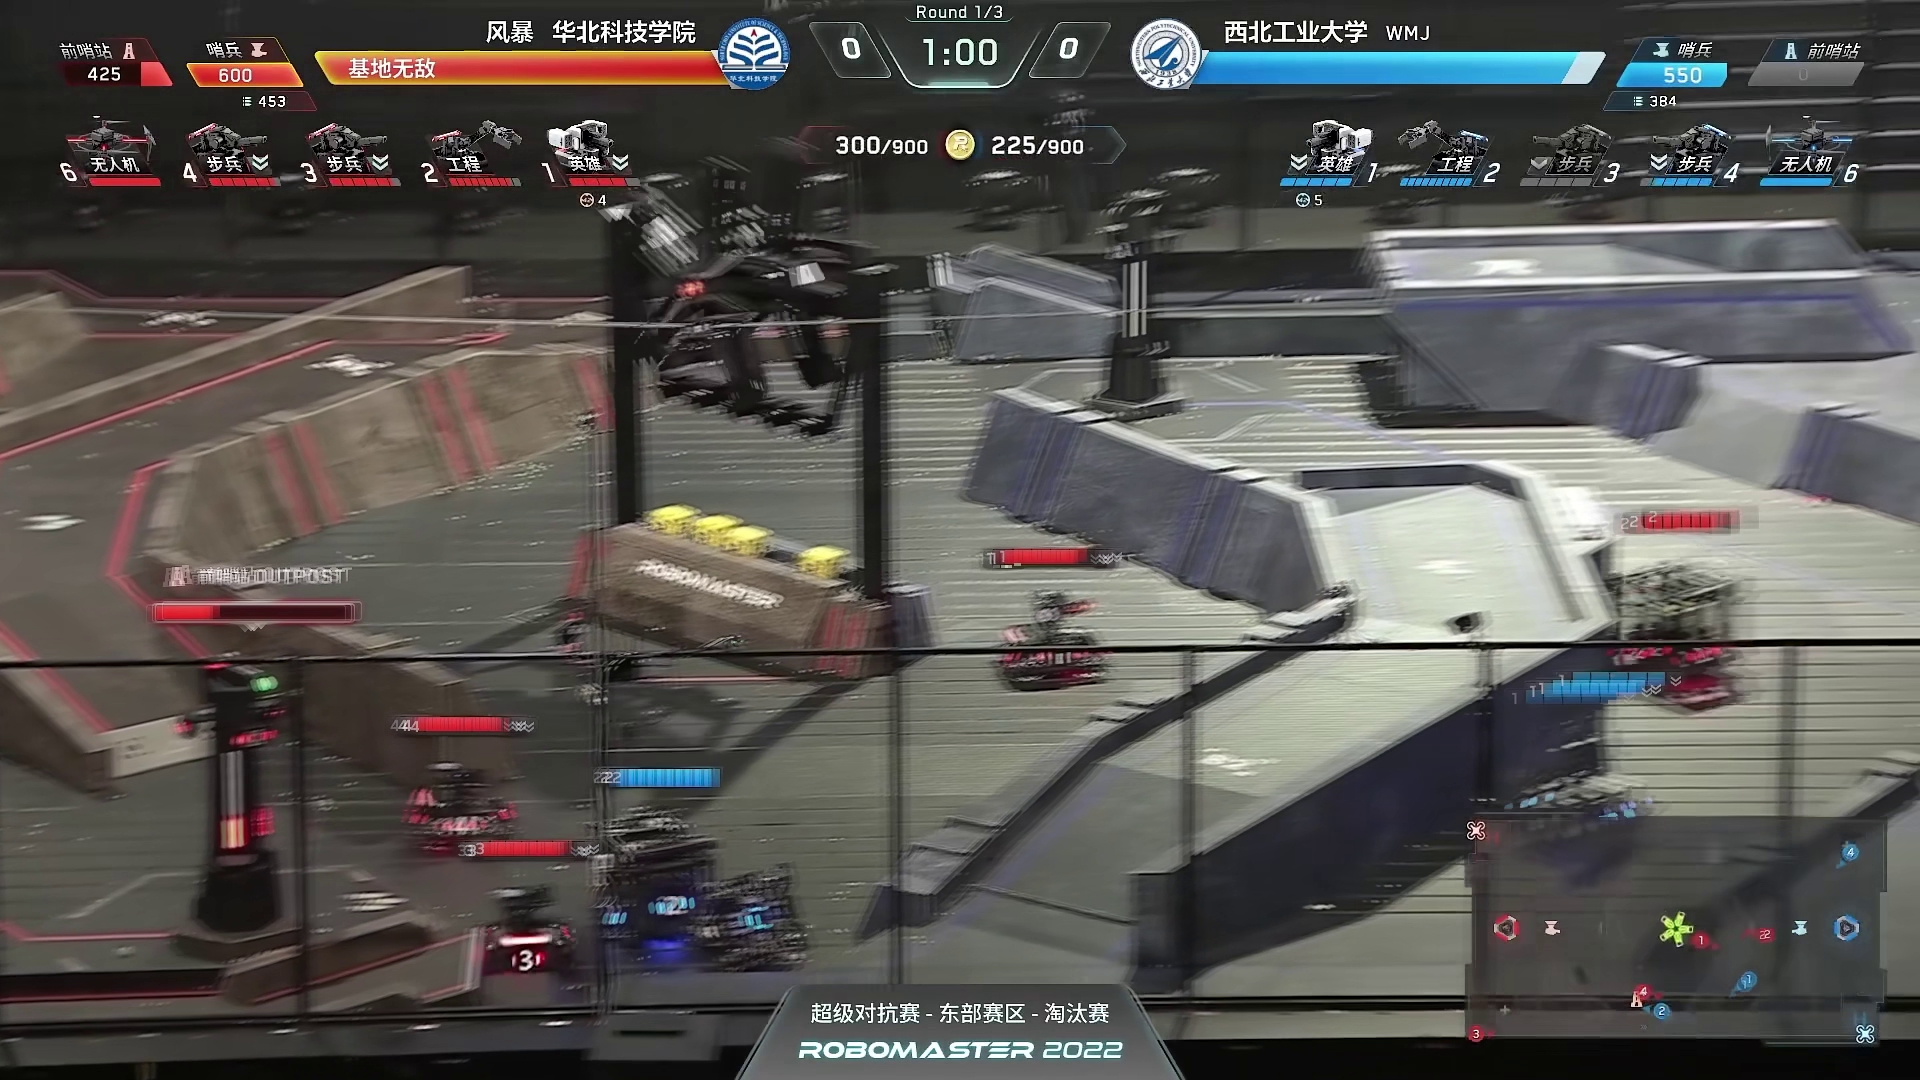 Round 1/3
风暴 华北科技学院
0
1:00
0
西北工业大学 WMJ
前哨站
425
哨兵
600
453
基地无敌
哨兵
550
384
前哨站
6 无人机
4 步兵
3 步兵
2 工程
1 英雄
4
300/900
225/900
英雄 1
5
工程 2
步兵 3
步兵 4
无人机 6
ROBOMASTER
前哨站 OUTPOST
3
超级对抗赛 - 东部赛区 - 淘汰赛
ROBOMASTER 2022